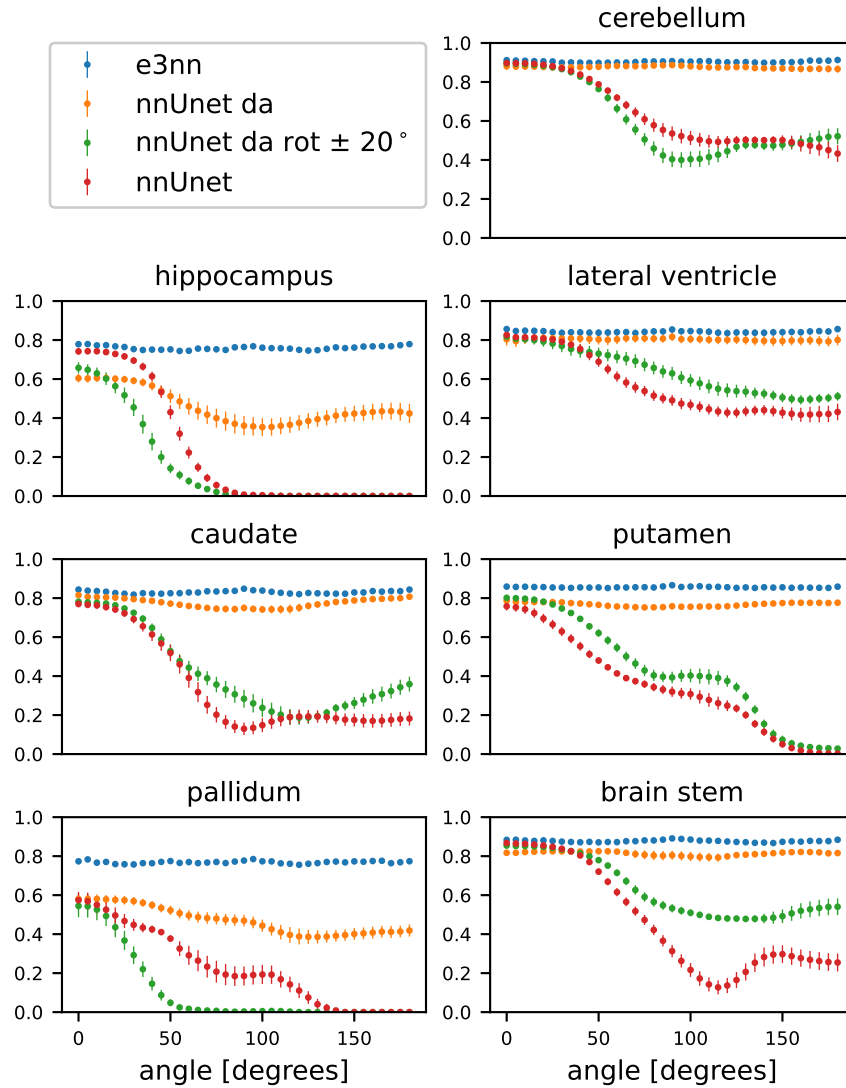 cerebellum
e3nn
nnUnet da
nnUnet da rot ± 20°
nnUnet
1.0
0.8
0.6
0.4
0.2
0.0
hippocampus
1.0
0.8
0.6
0.4
0.2
0.0
lateral ventricle
1.0
0.8
0.6
0.4
0.2
0.0
caudate
1.0
0.8
0.6
0.4
0.2
0.0
putamen
1.0
0.8
0.6
0.4
0.2
0.0
pallidum
1.0
0.8
0.6
0.4
0.2
0.0
0 50 100 150
angle [degrees]
brain stem
1.0
0.8
0.6
0.4
0.2
0.0
0 50 100 150
angle [degrees]